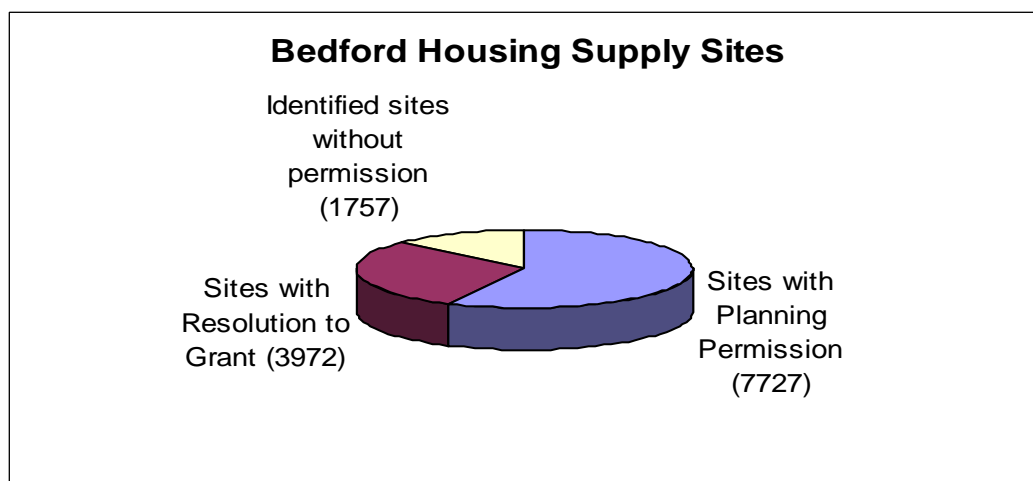 Bedford Housing Supply Sites
Identified sites
without
permission
(1757)
Sites with
Resolution to
Grant (3972)
Sites with
Planning
Permission
(7727)